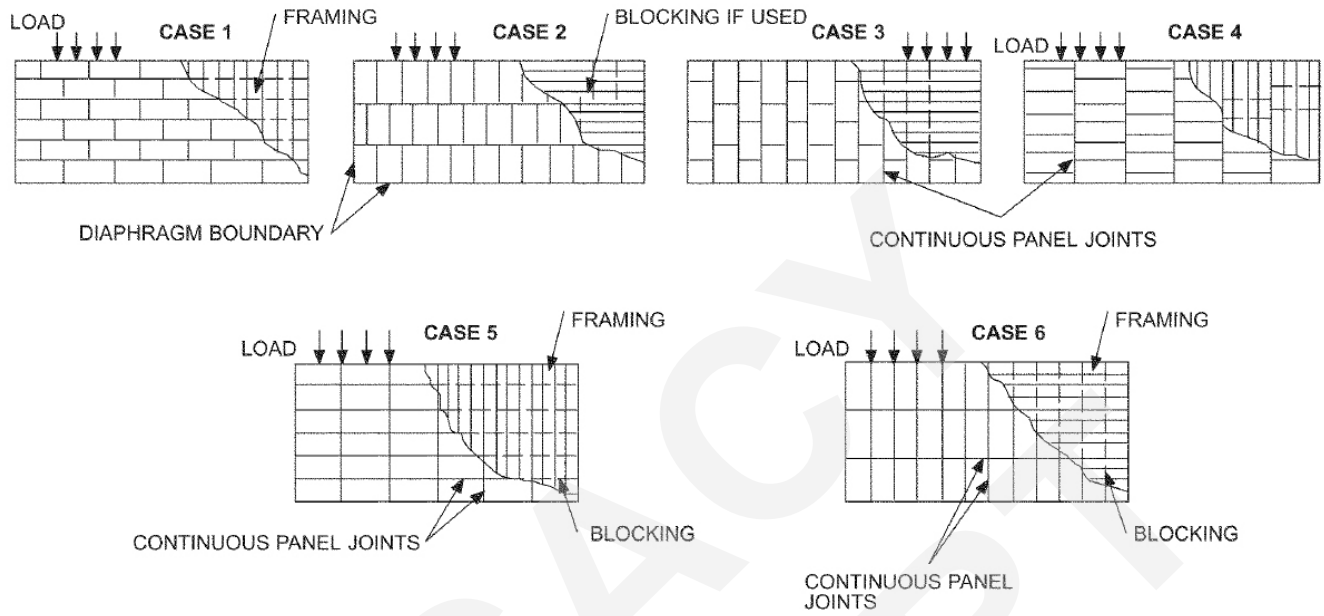 LOAD
FRAMING
CASE 1
CASE 2
BLOCKING IF USED
CASE 3
LOAD
CASE 4
DIAPHRAGM BOUNDARY
CONTINUOUS PANEL JOINTS
LOAD
CASE 5
FRAMING
CONTINUOUS PANEL JOINTS
BLOCKING
LOAD
CASE 6
FRAMING
CONTINUOUS PANEL
JOINTS
BLOCKING